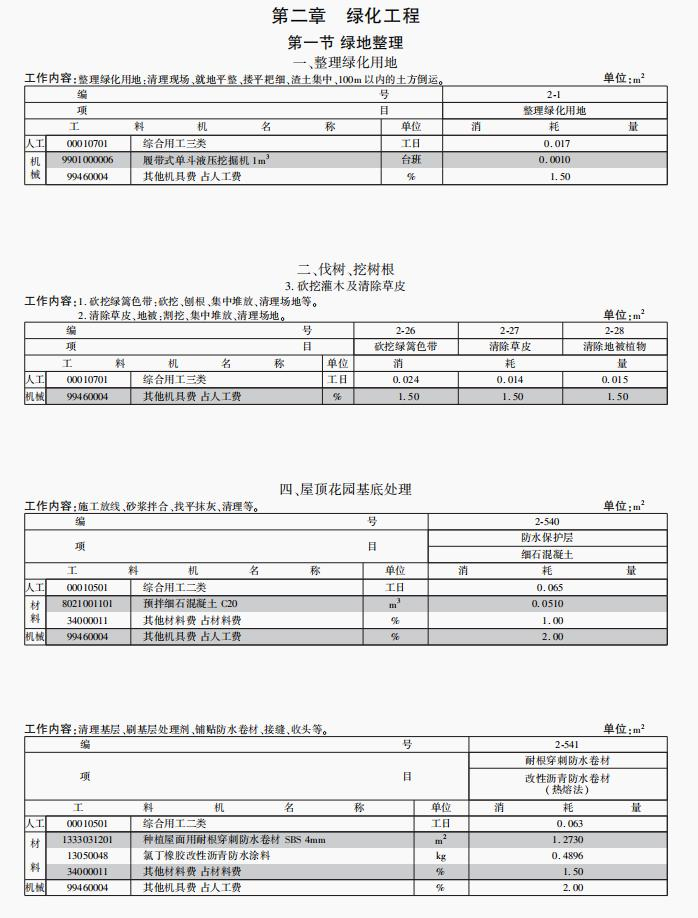 第二章 绿化工程
第一节 绿地整理
一、整理绿化用地
工作内容：整理绿化用地：清理现场、就地平整、搂平耙细、渣土集中、100m以内的土方倒运。 单位：m²
编 号 2-1
项 目 整理绿化用地
工 料 机 名 称 单位 消 耗 量
人工 00010701 综合用工三类 工日 0.017
机械 9901000006 履带式单斗液压挖掘机 1m³ 台班 0.0010
99460004 其他机具费 占人工费 % 1.50
二、伐树、挖树根
3. 砍挖灌木及清除草皮
工作内容：1. 砍挖绿篱色带：砍挖、刨根、集中堆放、清理场地等。
2. 清除草皮、地被：割挖、集中堆放、清理场地。 单位：m²
编 号 2-26 2-27 2-28
项 目 砍挖绿篱色带 清除草皮 清除地被植物
工 料 机 名 称 单位 消 耗 量
人工 00010701 综合用工三类 工日 0.024 0.014 0.015
机械 99460004 其他机具费 占人工费 % 1.50 1.50 1.50
四、屋顶花园基底处理
工作内容：施工放线、砂浆拌合、找平抹灰、清理等。 单位：m²
编 号 2-540
项 目 防水保护层
细石混凝土
工 料 机 名 称 单位 消 耗 量
人工 00010501 综合用工二类 工日 0.065
材料 8021001101 预拌细石混凝土 C20 m³ 0.0510
34000011 其他材料费 占材料费 % 1.00
机械 99460004 其他机具费 占人工费 % 2.00
工作内容：清理基层、刷基层处理剂、铺贴防水卷材、接缝、收头等。 单位：m²
编 号 2-541
项 目 耐根穿刺防水卷材
改性沥青防水卷材
（热熔法）
工 料 机 名 称 单位 消 耗 量
人工 00010501 综合用工二类 工日 0.063
材料 1333031201 种植屋面用耐根穿刺防水卷材 SBS 4mm m² 1.2730
13050048 氯丁橡胶改性沥青防水涂料 kg 0.4896
34000011 其他材料费 占材料费 % 1.50
机械 99460004 其他机具费 占人工费 % 2.00